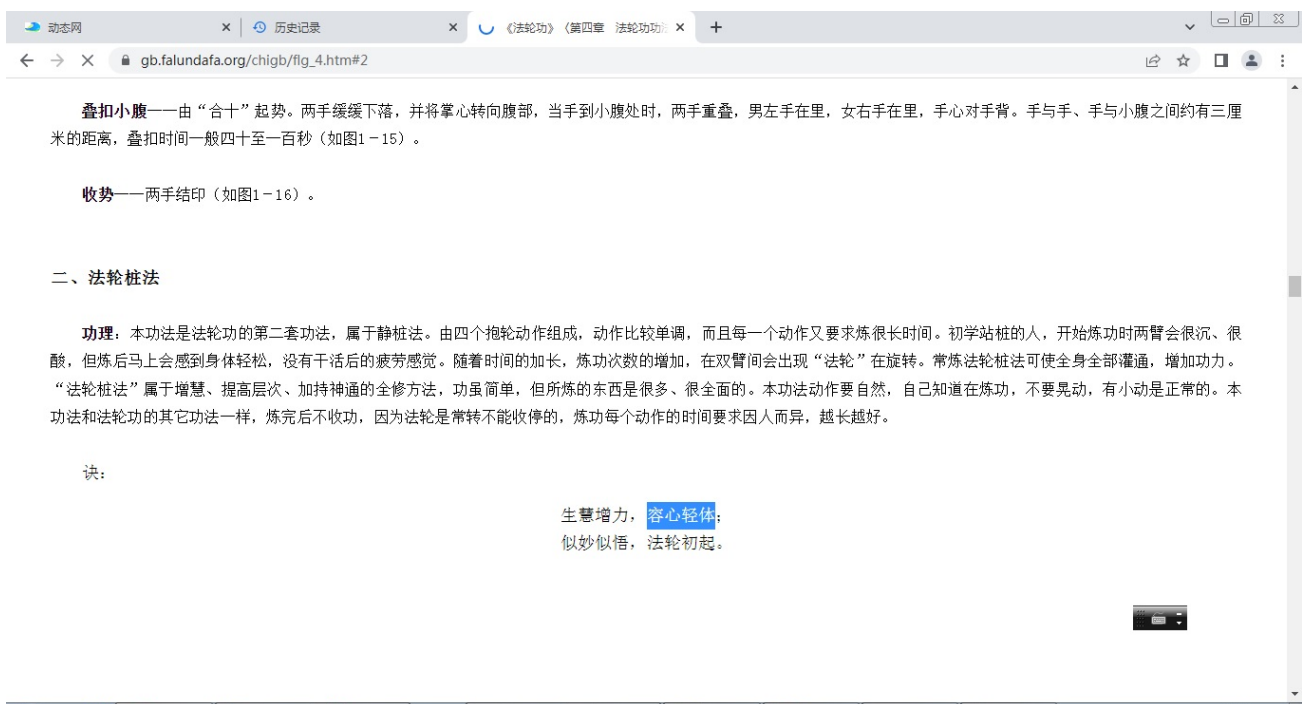 动态网
历史记录
《法轮功》（第四章 法轮功功法
gb.falundafa.org/chigb/flg_4.htm#2
叠扣小腹——由“合十”起势。两手缓缓下落，并将掌心转向腹部，当手到小腹处时，两手重叠，男左手在里，女右手在里，手心对手背。手与手、手与小腹之间约有三厘
米的距离，叠扣时间一般四十至一百秒（如图1－15）。
收势——两手结印（如图1－16）。
二、法轮桩法
功理：本功法是法轮功的第二套功法，属于静桩法。由四个抱轮动作组成，动作比较单调，而且每一个动作又要求炼很长时间。初学站桩的人，开始炼功时两臂会很沉、很
酸，但炼后马上会感到身体轻松，没有干活后的疲劳感觉。随着时间的加长，炼功次数的增加，在双臂间会出现“法轮”在旋转。常炼法轮桩法可使全身全部灌通，增加功力。
“法轮桩法”属于增慧、提高层次、加持神通的全修方法，功虽简单，但所炼的东西是很多、很全面的。本功法动作要自然，自己知道在炼功，不要晃动，有小动是正常的。本
功法和法轮功的其它功法一样，炼完后不收功，因为法轮是常转不能收停的，炼功每个动作的时间要求因人而异，越长越好。
诀：
生慧增力，容心轻体；
似妙似悟，法轮初起。